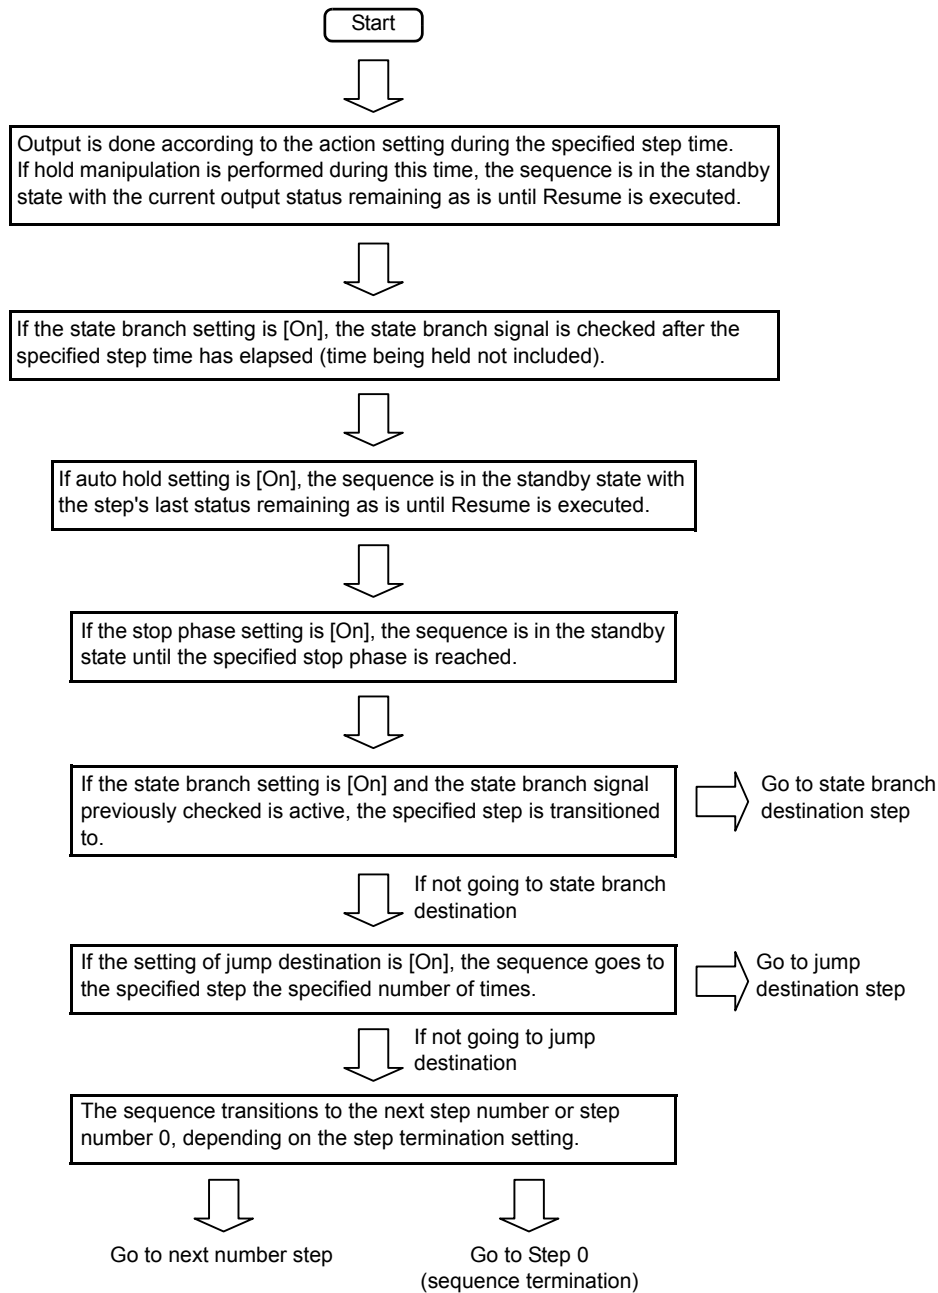 Start
Output is done according to the action setting during the specified step time.
If hold manipulation is performed during this time, the sequence is in the standby
state with the current output status remaining as is until Resume is executed.
If the state branch setting is [On], the state branch signal is checked after the
specified step time has elapsed (time being held not included).
If auto hold setting is [On], the sequence is in the standby state with
the step's last status remaining as is until Resume is executed.
If the stop phase setting is [On], the sequence is in the standby
state until the specified stop phase is reached.
If the state branch setting is [On] and the state branch signal
previously checked is active, the specified step is transitioned
to.
Go to state branch
destination step
If not going to state branch
destination
If the setting of jump destination is [On], the sequence goes to
the specified step the specified number of times.
Go to jump
destination step
If not going to jump
destination
The sequence transitions to the next step number or step
number 0, depending on the step termination setting.
Go to next number step
Go to Step 0
(sequence termination)